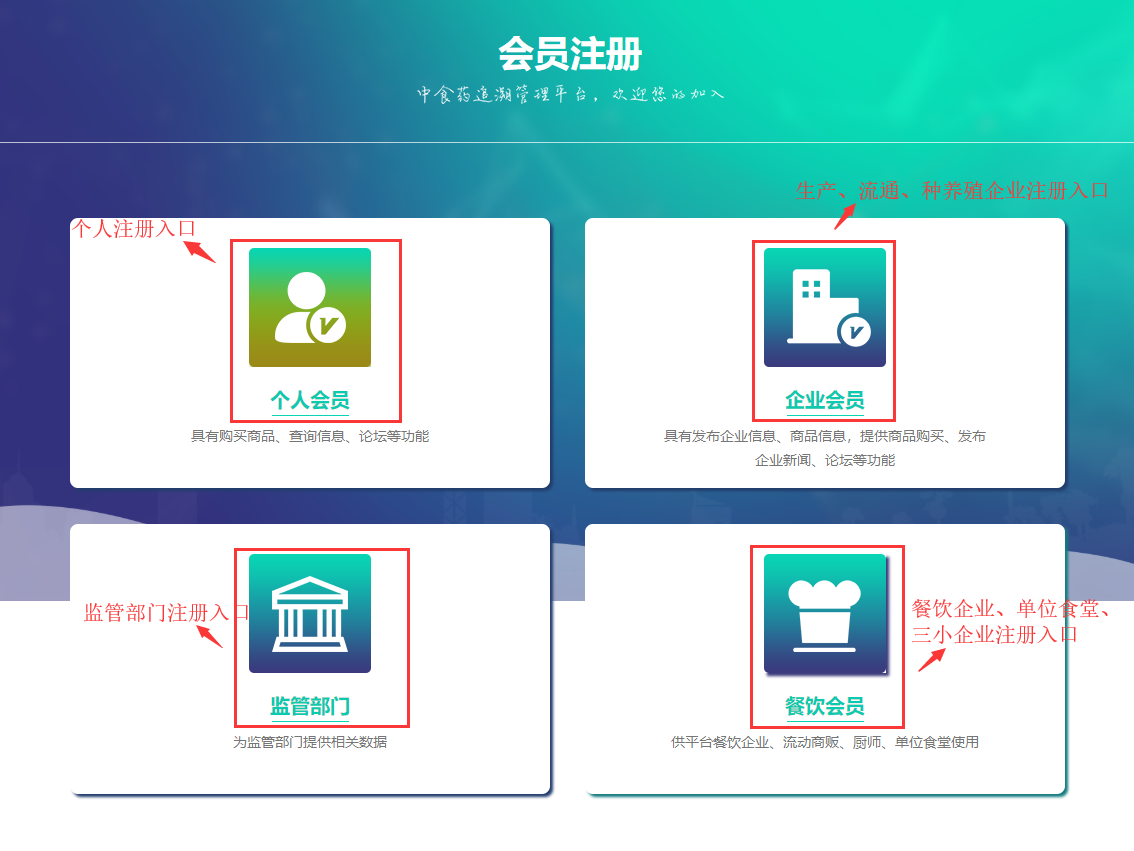 会员注册
中食药追溯管理平台，欢迎您的加入
生产、流通、种养殖企业注册入口
个人注册入口
个人会员
具有购买商品、查询信息、论坛等功能
企业会员
具有发布企业信息、商品信息，提供商品购买、发布
企业新闻、论坛等功能
监管部门注册入口
监管部门
为监管部门提供相关数据
餐饮企业、单位食堂、
三小企业注册入口
餐饮会员
供平台餐饮企业、流动商贩、厨师、单位食堂使用